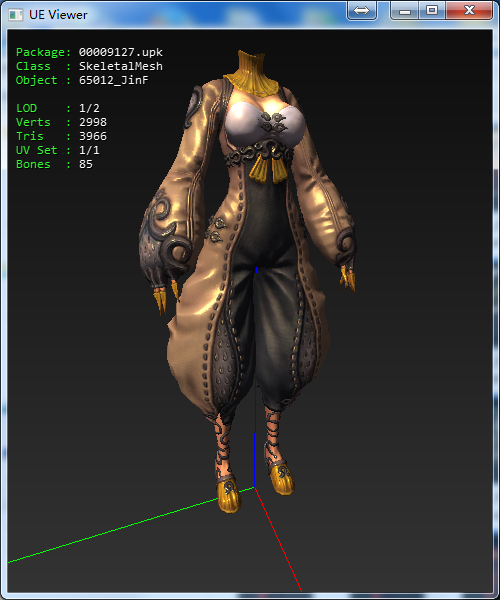 UE Viewer
Package: 00009127.upk
Class  : SkeletalMesh
Object : 65012_JinF
LOD    : 1/2
Verts  : 2998
Tris   : 3966
UV Set : 1/1
Bones  : 85